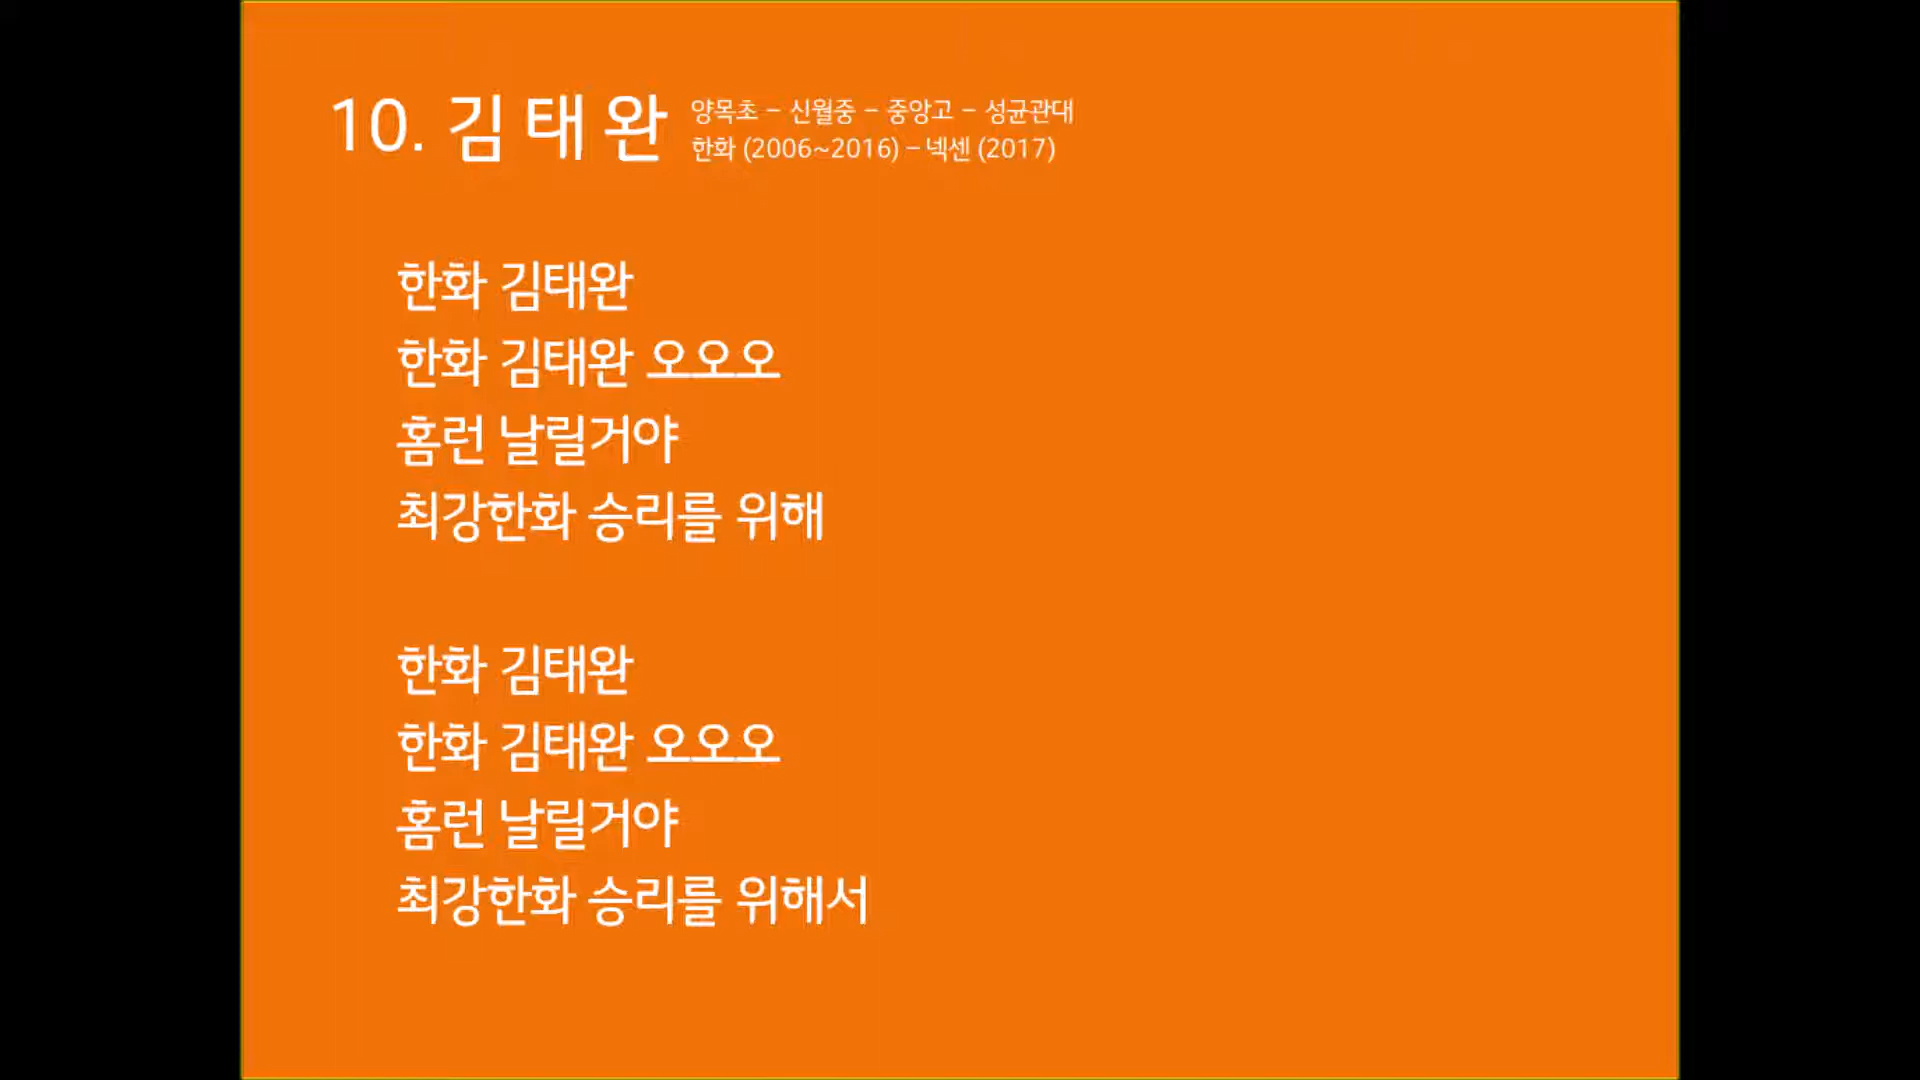 10. 김 태 완
양목초 – 신월중 – 중앙고 – 성균관대
한화 (2006~2016) – 넥센 (2017)
한화 김태완
한화 김태완 오오오
홈런 날릴거야
최강한화 승리를 위해
한화 김태완
한화 김태완 오오오
홈런 날릴거야
최강한화 승리를 위해서